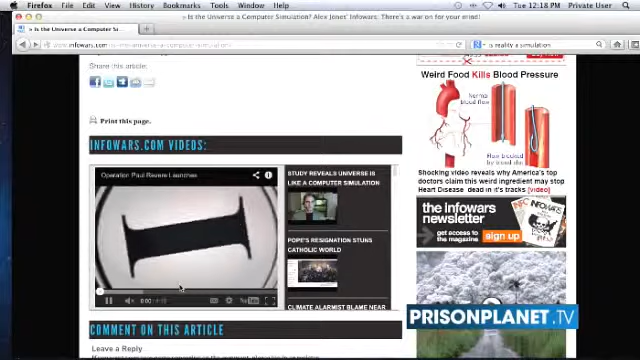 Firefox File Edit View History Bookmarks Tools Window Help
Tue 12:18 PM Private User
» Is the Universe a Computer Simulation? Alex Jones' Infowars: There's a war on for your mind!
» Is the Universe a Computer Si...
is reality a simulation
Share this article:
Print this page.
INFOWARS.COM VIDEOS:
Operation Paul Revere Launches
STUDY REVEALS UNIVERSE IS
LIKE A COMPUTER SIMULATION
POPE'S RESIGNATION STUNS
CATHOLIC WORLD
CLIMATE ALARMIST BLAME NEAR
0:00
COMMENT ON THIS ARTICLE
Leave a Reply
Weird Food Kills Blood Pressure
Normal
blood flow
Flow blocked
by blood clot
Shocking video reveals why America's top
doctors claim this weird ingredient may stop
Heart Disease dead in it's tracks [video]
the infowars
newsletter
get access
to the magazine
sign up
INFOWARS
PRISONPLANET.TV